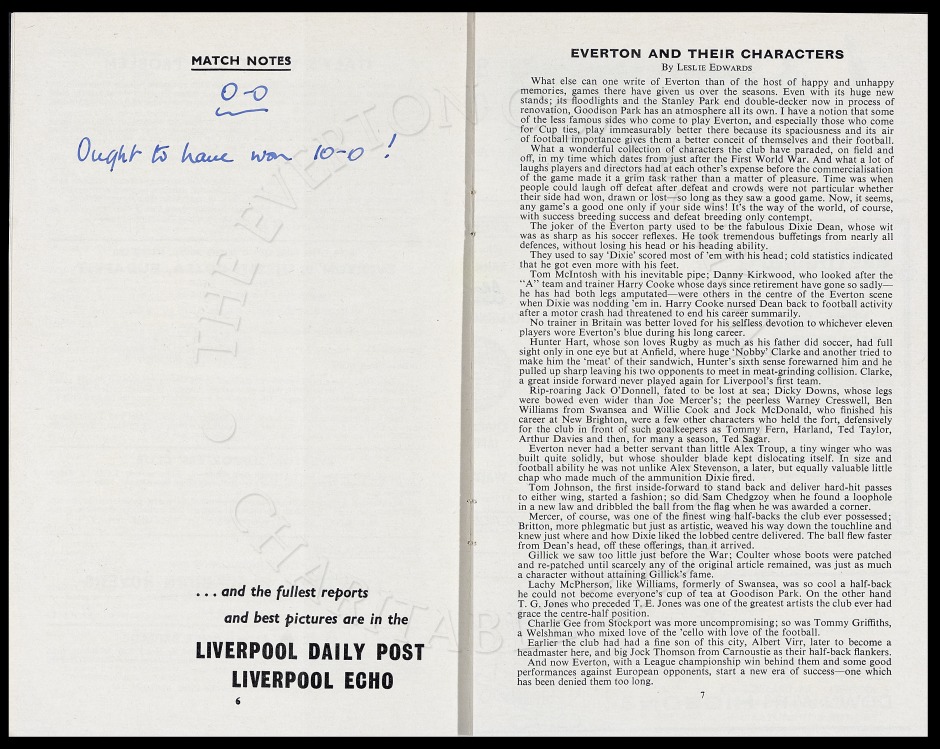 MATCH NOTES
0-0
Ought to have won 10-0 !
... and the fullest reports
and best pictures are in the
LIVERPOOL DAILY POST
LIVERPOOL ECHO
6
EVERTON AND THEIR CHARACTERS
By Leslie Edwards
What else can one write of Everton than of the host of happy and unhappy
memories, games there have given us over the seasons. Even with its huge new
stands; its floodlights and the Stanley Park end double-decker now in process of
renovation, Goodison Park has an atmosphere all its own. I have a notion that some
of the less famous sides who come to play Everton, and especially those who come
for Cup ties, play immeasurably better there because its spaciousness and its air
of football importance gives them a better conceit of themselves and their football.
What a wonderful collection of characters the club have paraded, on field and
off, in my time which dates from just after the First World War. And what a lot of
laughs players and directors had at each other's expense before the commercialisation
of the game made it a grim task rather than a matter of pleasure. Time was when
people could laugh off defeat after defeat and crowds were not particular whether
their side had won, drawn or lost—so long as they saw a good game. Now, it seems,
any game's a good one only if your side wins! It's the way of the world, of course,
with success breeding success and defeat breeding only contempt.
The joker of the Everton party used to be the fabulous Dixie Dean, whose wit
was as sharp as his soccer reflexes. He took tremendous buffetings from nearly all
defences, without losing his head or his heading ability.
They used to say 'Dixie' scored most of 'em with his head; cold statistics indicated
that he got even more with his feet.
Tom McIntosh with his inevitable pipe; Danny Kirkwood, who looked after the
"A" team and trainer Harry Cooke whose days since retirement have gone so sadly—
he has had both legs amputated—were others in the centre of the Everton scene
when Dixie was nodding 'em in. Harry Cooke nursed Dean back to football activity
after a motor crash had threatened to end his career summarily.
No trainer in Britain was better loved for his selfless devotion to whichever eleven
players wore Everton's blue during his long career.
Hunter Hart, whose son loves Rugby as much as his father did soccer, had full
sight only in one eye but at Anfield, where huge 'Nobby' Clarke and another tried to
make him the 'meat' of their sandwich, Hunter's sixth sense forewarned him and he
pulled up sharp leaving his two opponents to meet in meat-grinding collision. Clarke,
a great inside forward never played again for Liverpool's first team.
Rip-roaring Jack O'Donnell, fated to be lost at sea; Dicky Downs, whose legs
were bowed even wider than Joe Mercer's; the peerless Warney Cresswell, Ben
Williams from Swansea and Willie Cook and Jock McDonald, who finished his
career at New Brighton, were a few other characters who held the fort, defensively
for the club in front of such goalkeepers as Tommy Fern, Harland, Ted Taylor,
Arthur Davies and then, for many a season, Ted Sagar.
Everton never had a better servant than little Alex Troup, a tiny winger who was
built quite solidly, but whose shoulder blade kept dislocating itself. In size and
football ability he was not unlike Alex Stevenson, a later, but equally valuable little
chap who made much of the ammunition Dixie fired.
Tom Johnson, the first inside-forward to stand back and deliver hard-hit passes
to either wing, started a fashion; so did Sam Chedgzoy when he found a loophole
in a new law and dribbled the ball from the flag when he was awarded a corner.
Mercer, of course, was one of the finest wing half-backs the club ever possessed;
Britton, more phlegmatic but just as artistic, weaved his way down the touchline and
knew just where and how Dixie liked the lobbed centre delivered. The ball flew faster
from Dean's head, off these offerings, than it arrived.
Gillick we saw too little just before the War; Coulter whose boots were patched
and re-patched until scarcely any of the original article remained, was just as much
a character without attaining Gillick's fame.
Lachy McPherson, like Williams, formerly of Swansea, was so cool a half-back
he could not become everyone's cup of tea at Goodison Park. On the other hand
T. G. Jones who preceded T. E. Jones was one of the greatest artists the club ever had
grace the centre-half position.
Charlie Gee from Stockport was more uncompromising; so was Tommy Griffiths,
a Welshman who mixed love of the 'cello with love of the football.
Earlier the club had had a fine son of this city, Albert Virr, later to become a
headmaster here, and big Jock Thomson from Carnoustie as their half-back flankers.
And now Everton, with a League championship win behind them and some good
performances against European opponents, start a new era of success—one which
has been denied them too long.
7